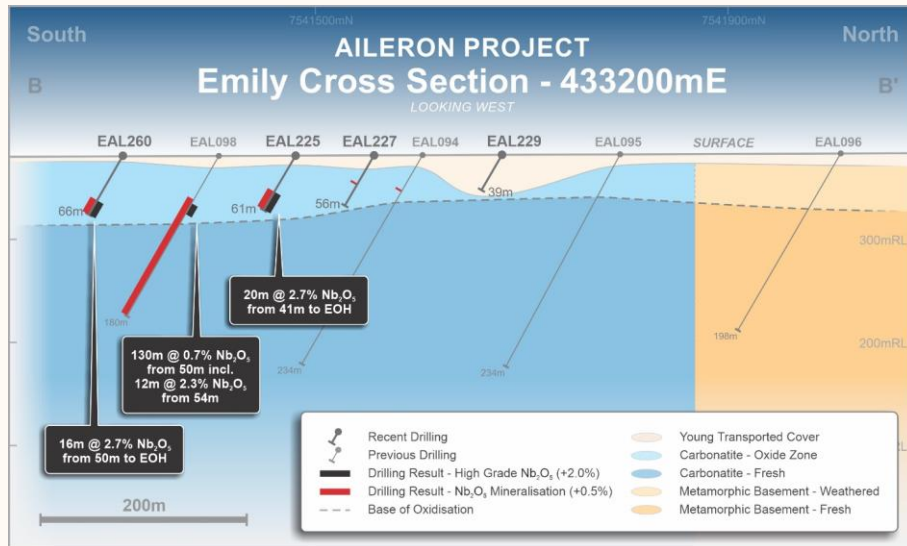 7541500mN
7541900mN
South
North
AILERON PROJECT
Emily Cross Section - 433200mE
LOOKING WEST
B
B'
EAL260
EAL098
EAL225
EAL227
EAL094
EAL229
EAL095
SURFACE
EAL096
66m
61m
56m
39m
300mRL
20m @ 2.7% Nb₂O₅
from 41m to EOH
180m
198m
200mRL
130m @ 0.7% Nb₂O₅
from 50m incl.
12m @ 2.3% Nb₂O₅
from 54m
234m
234m
16m @ 2.7% Nb₂O₅
from 50m to EOH
200m
Recent Drilling
Previous Drilling
Drilling Result - High Grade Nb₂O₅ (+2.0%)
Drilling Result - Nb₂O₅ Mineralisation (+0.5%)
Base of Oxidisation
Young Transported Cover
Carbonatite - Oxide Zone
Carbonatite - Fresh
Metamorphic Basement - Weathered
Metamorphic Basement - Fresh